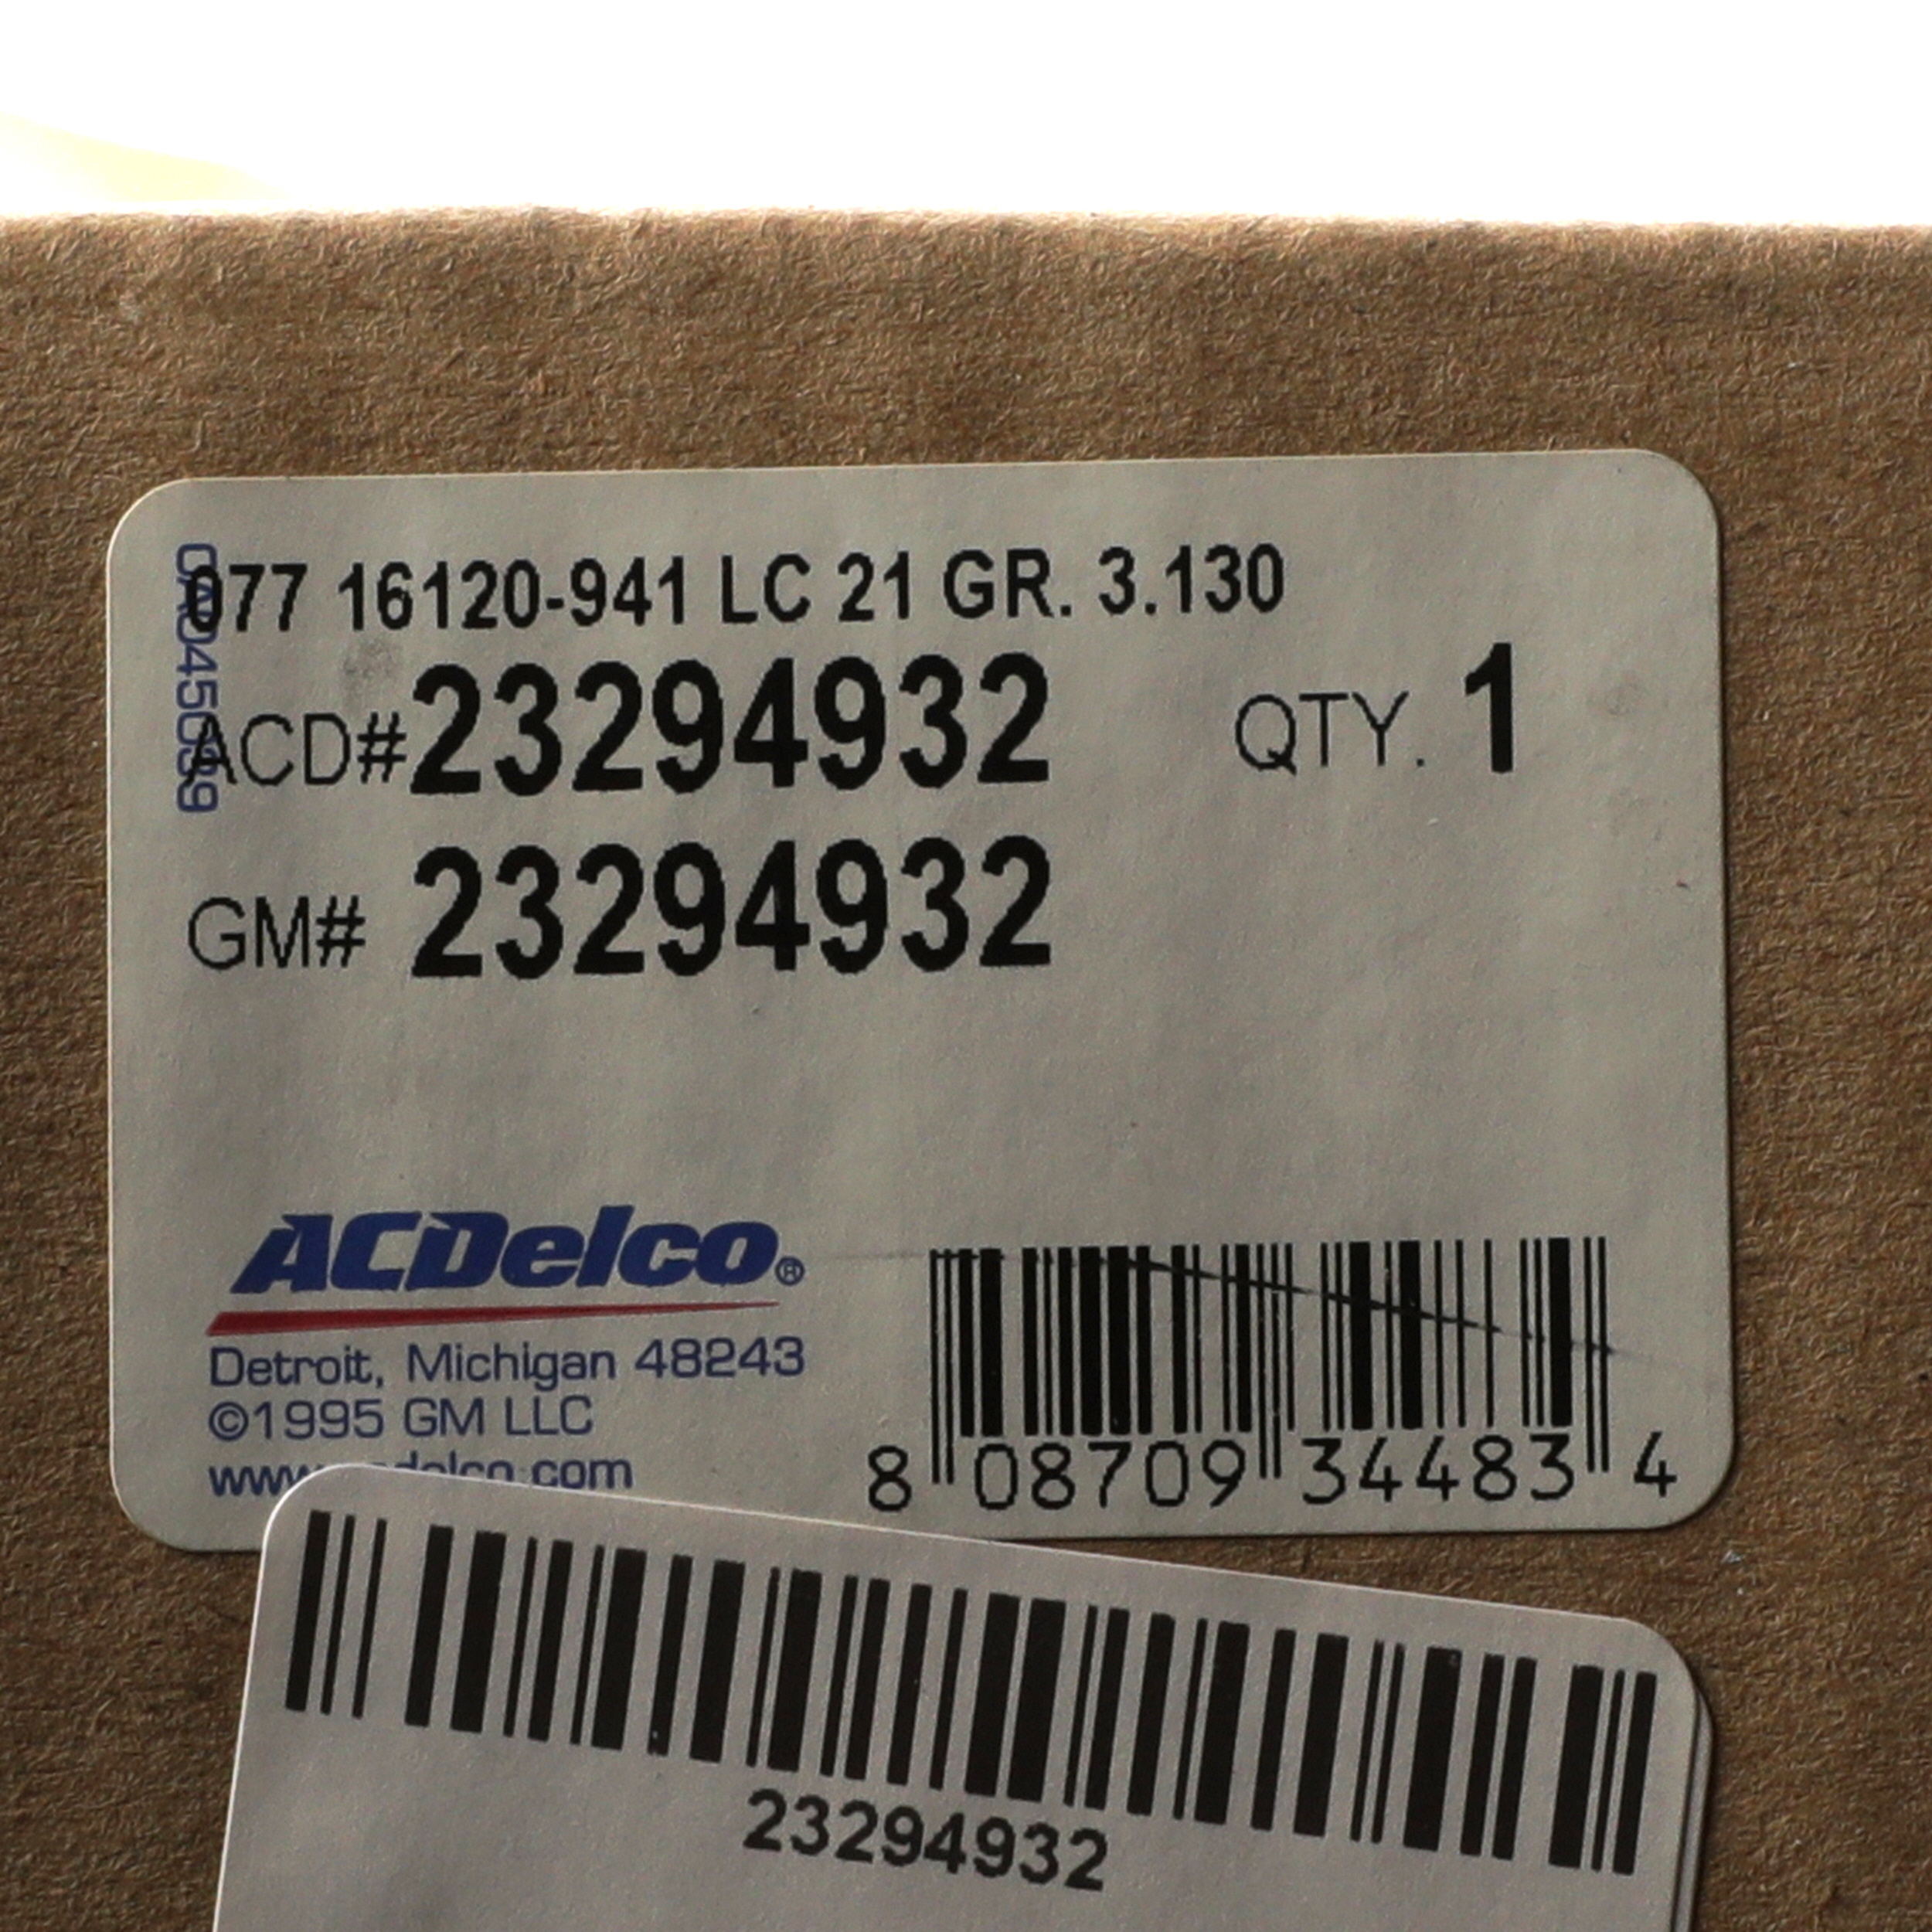 077 16120-941 LC 21 GR. 3.130
ACD# 23294932 QTY. 1
GM# 23294932
ACDelco®
Detroit, Michigan 48243
©1995 GM LLC
8 08709 34483 4
23294932